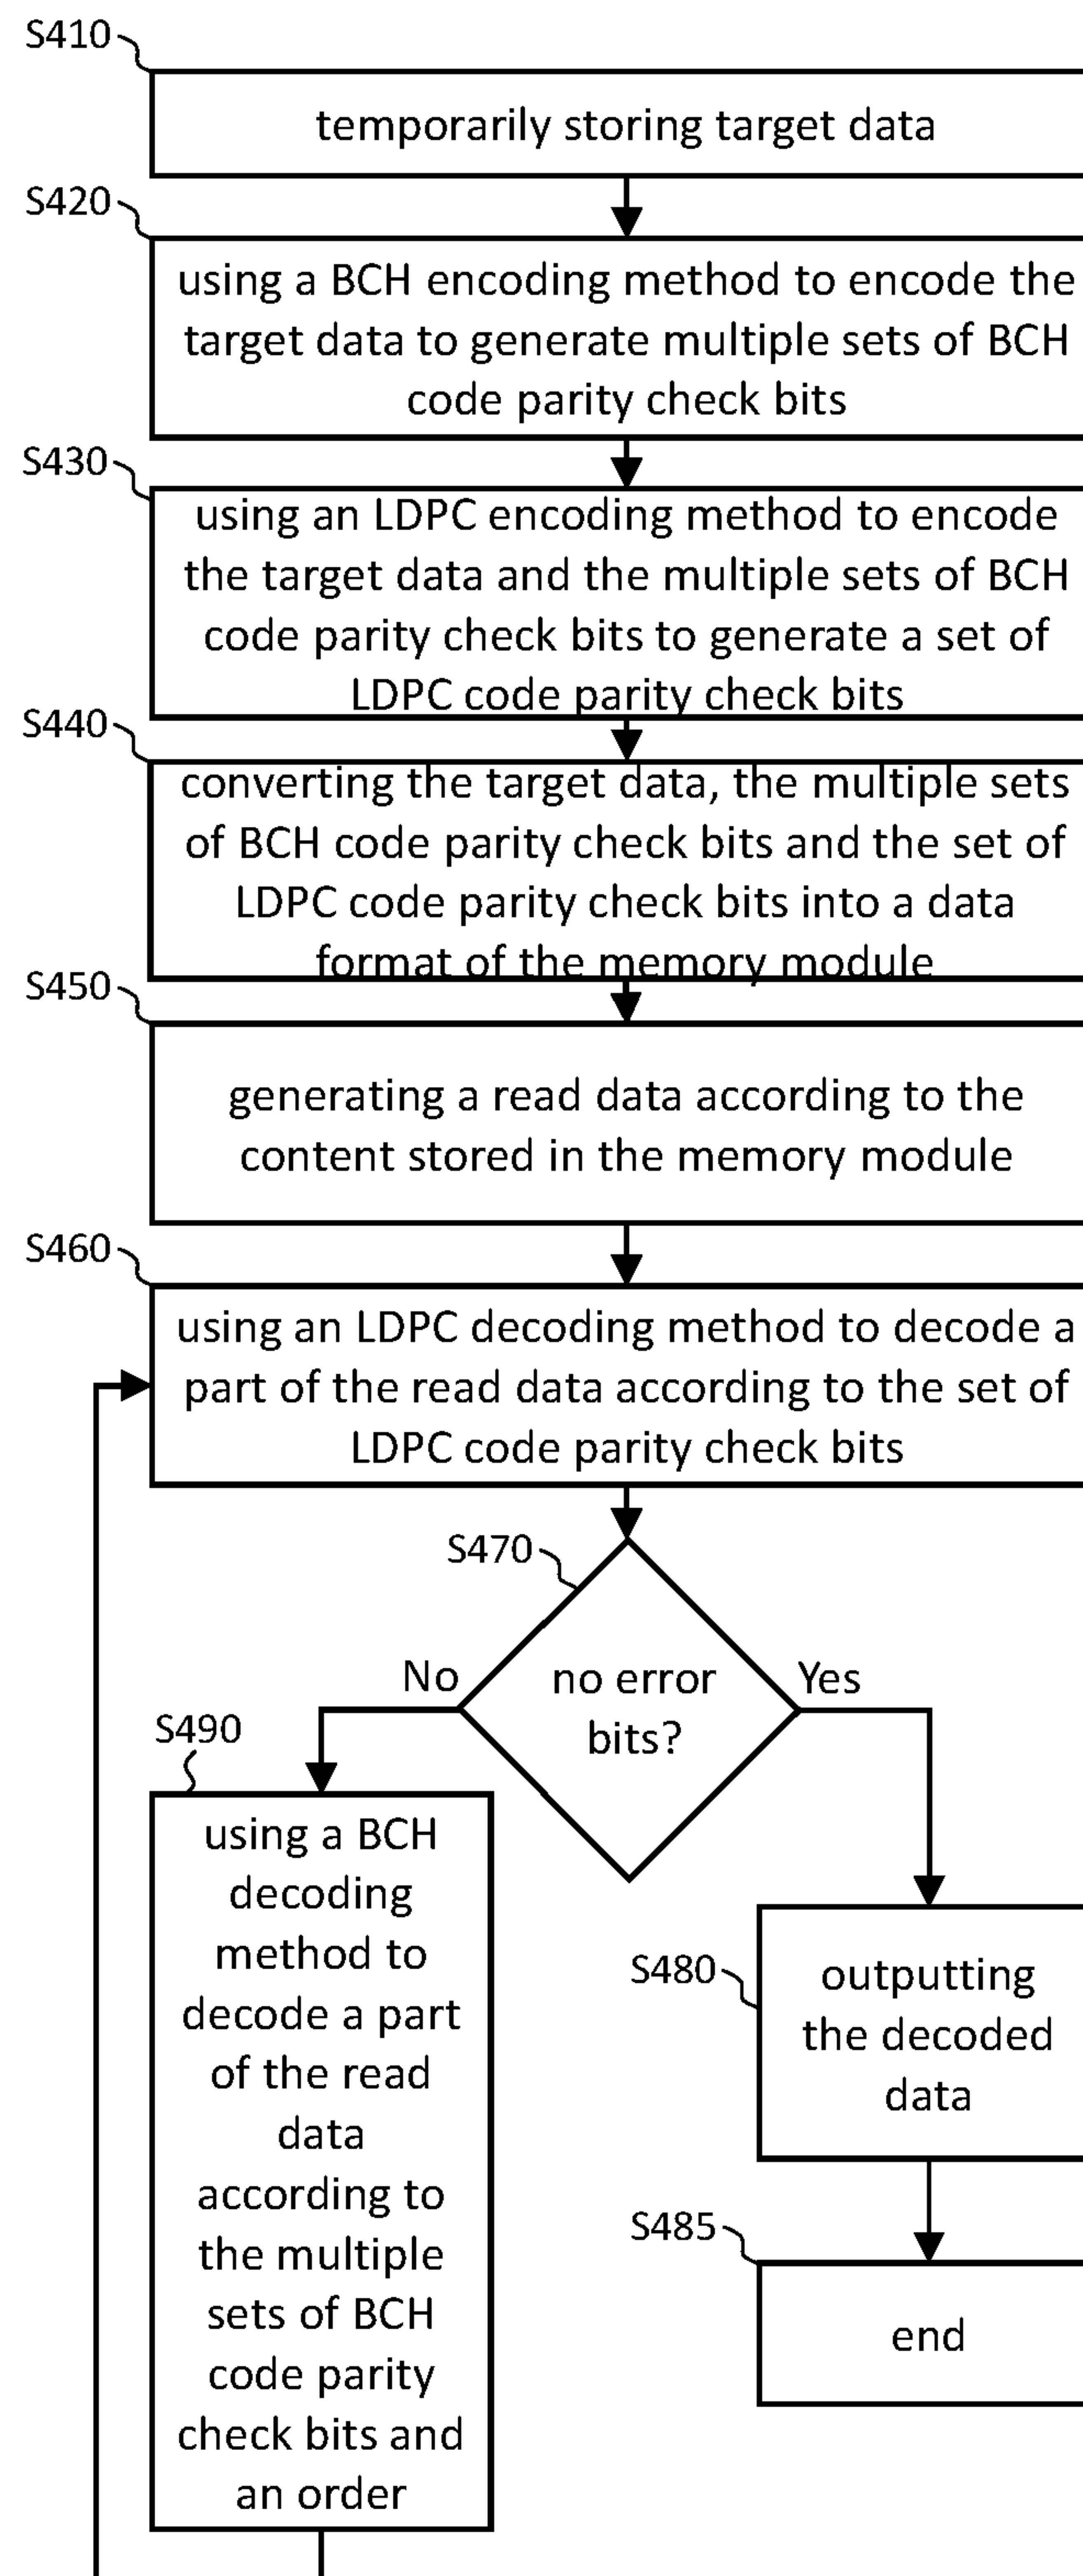 S410
temporarily storing target data
S420
using a BCH encoding method to encode the
target data to generate multiple sets of BCH
code parity check bits
S430
using an LDPC encoding method to encode
the target data and the multiple sets of BCH
code parity check bits to generate a set of
LDPC code parity check bits
S440
converting the target data, the multiple sets
of BCH code parity check bits and the set of
LDPC code parity check bits into a data
format of the memory module
S450
generating a read data according to the
content stored in the memory module
S460
using an LDPC decoding method to decode a
part of the read data according to the set of
LDPC code parity check bits
S470
no error
bits?
No
Yes
S490
using a BCH
decoding
method to
decode a part
of the read
data
according to
the multiple
sets of BCH
code parity
check bits and
an order
S480
outputting
the decoded
data
S485
end